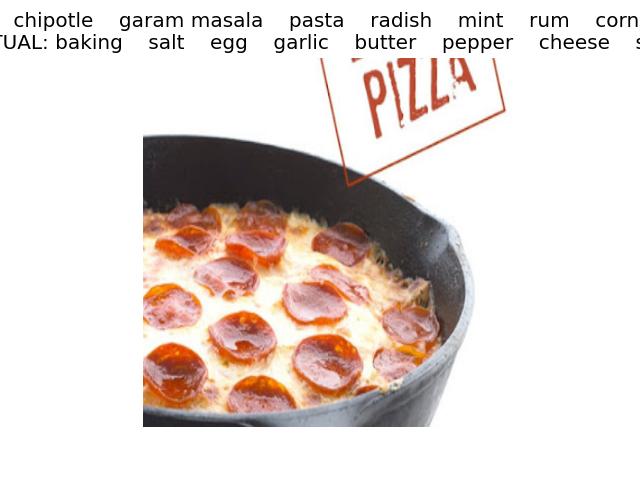 chipotle garam masala pasta radish mint rum corn
TUAL: baking salt egg garlic butter pepper cheese
PIZZA